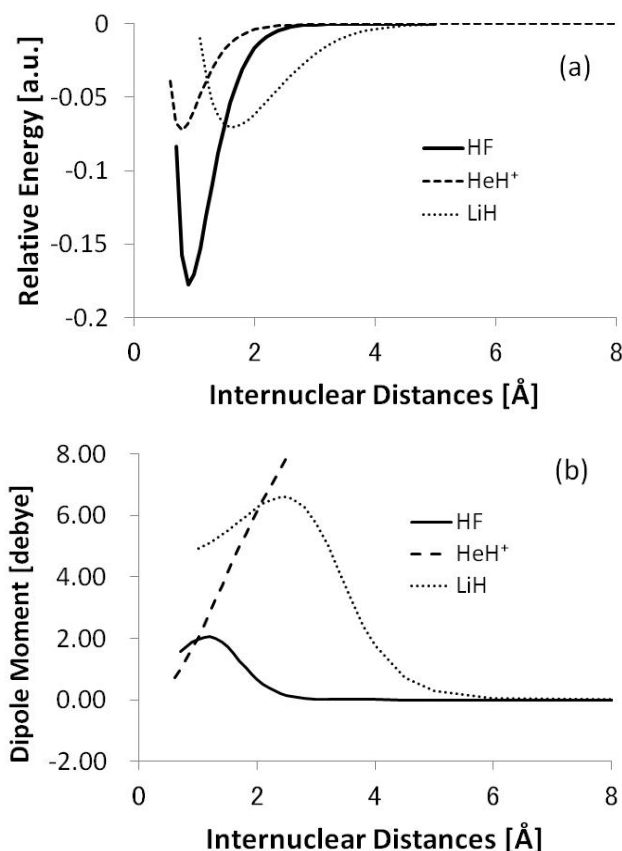 0
-0.05
-0.1
-0.15
-0.2
Relative Energy [a.u.]
(a)
HF
HeH⁺
LiH
0 2 4 6 8
Internuclear Distances [Å]
8.00
6.00
4.00
2.00
0.00
-2.00
Dipole Moment [debye]
(b)
HF
HeH⁺
LiH
0 2 4 6 8
Internuclear Distances [Å]